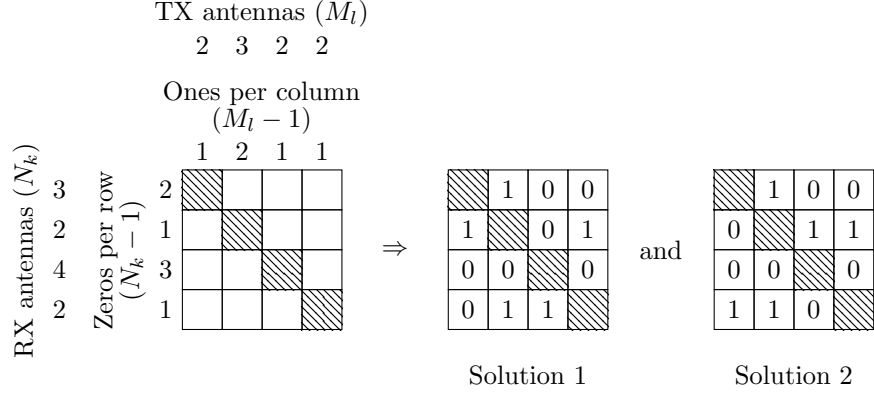 TX antennas (M_l)
2 3 2 2
Ones per column
(M_l − 1)
1 2 1 1
RX antennas (N_k)
3
2
4
2
Zeros per row
(N_k − 1)
2
1
3
1
⇒
1 0 0
1 0 1
0 0 0
0 1 1
Solution 1
and
1 0 0
0 1 1
0 0 0
1 1 0
Solution 2